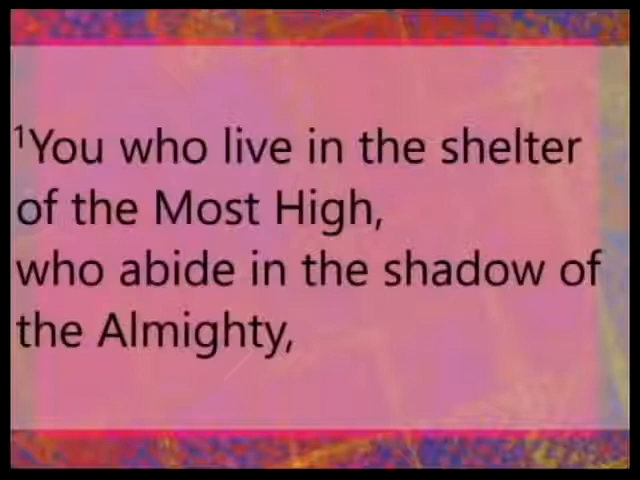 ¹You who live in the shelter
of the Most High,
who abide in the shadow of
the Almighty,